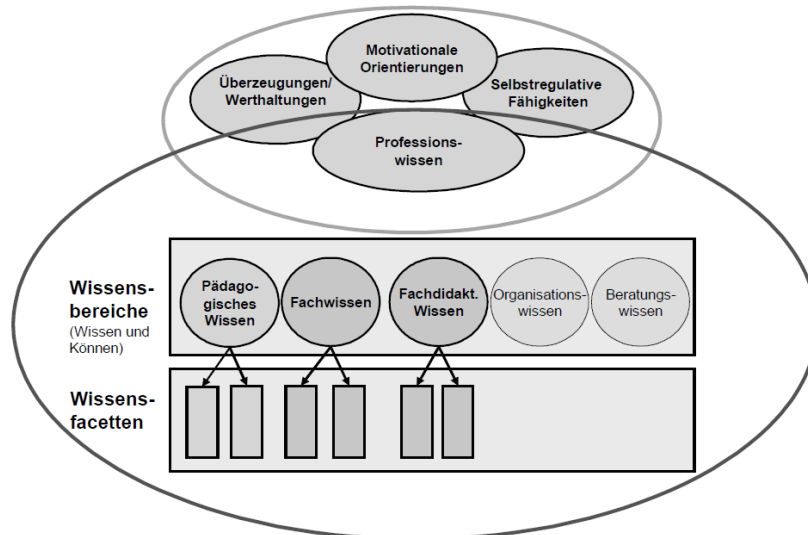 Motivationale
Orientierungen
Überzeugungen/
Werthaltungen
Selbstregulative
Fähigkeiten
Professions-
wissen
Wissens-
bereiche
(Wissen und
Können)
Pädago-
gisches
Wissen
Fachwissen
Fachdidakt.
Wissen
Organisations-
wissen
Beratungs-
wissen
Wissens-
facetten